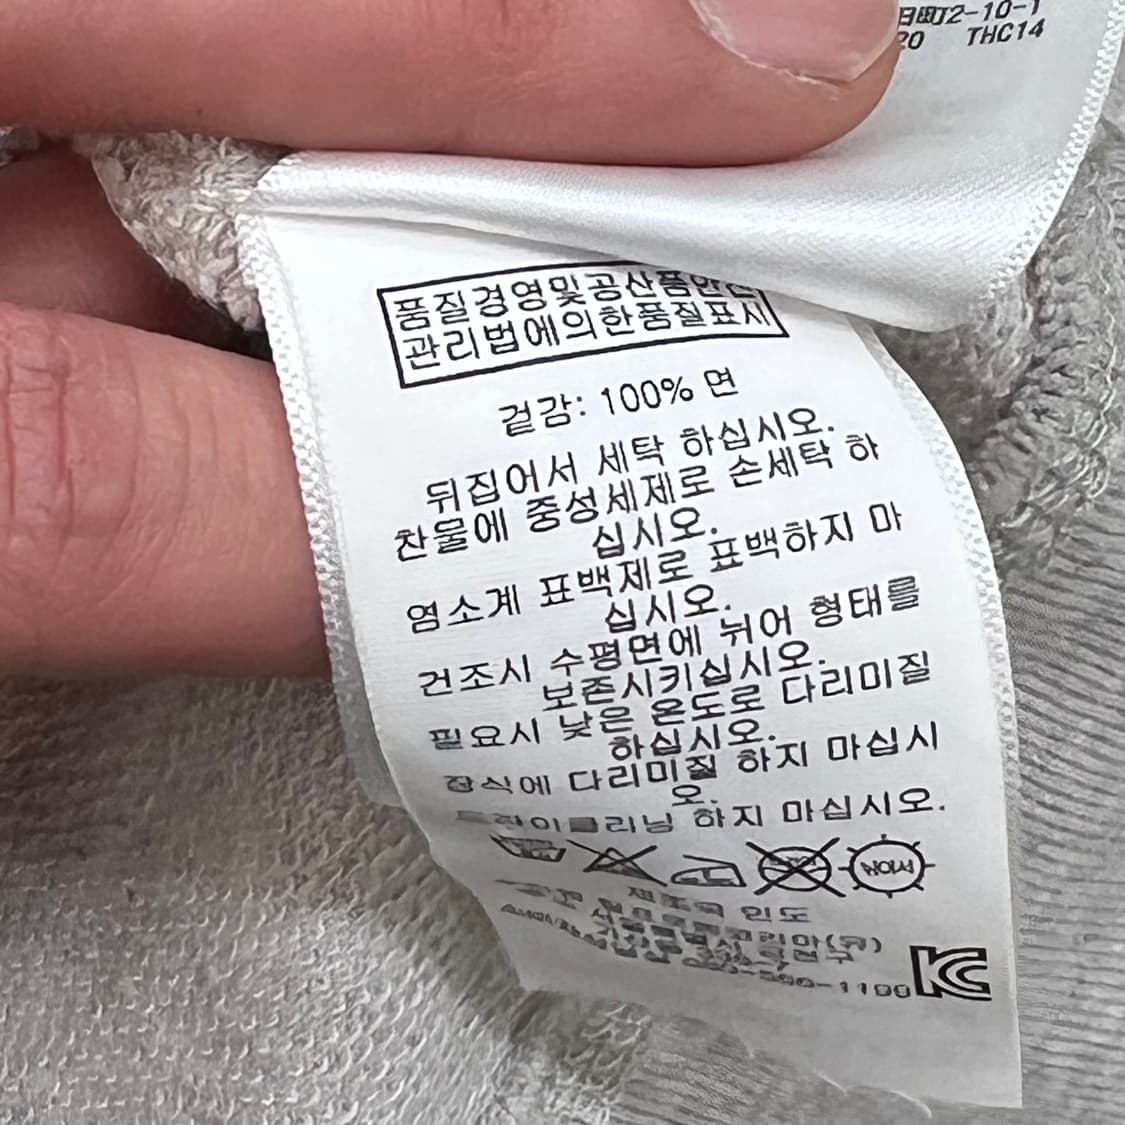 町2-10-1
20 THC14
품질경영및공산품안전
관리법에의한품질표시
겉감: 100% 면
뒤집어서 세탁 하십시오.
찬물에 중성세제로 손세탁 하
십시오.
염소계 표백제로 표백하지 마
십시오.
건조시 수평면에 뉘어 형태를
보존시키십시오.
필요시 낮은 온도로 다리미질
하십시오.
장식에 다리미질 하지 마십시
오.
드라이클리닝 하지 마십시오.
뉘어서
제조국 인도
1100
KC